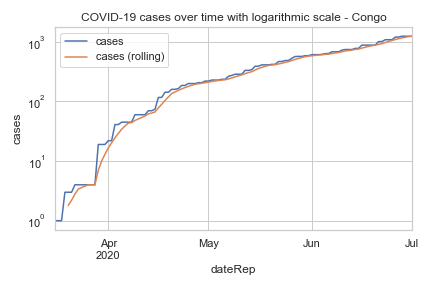 COVID-19 cases over time with logarithmic scale - Congo
cases
cases (rolling)
10³
10²
10¹
10⁰
cases
Apr
2020
May
Jun
Jul
dateRep